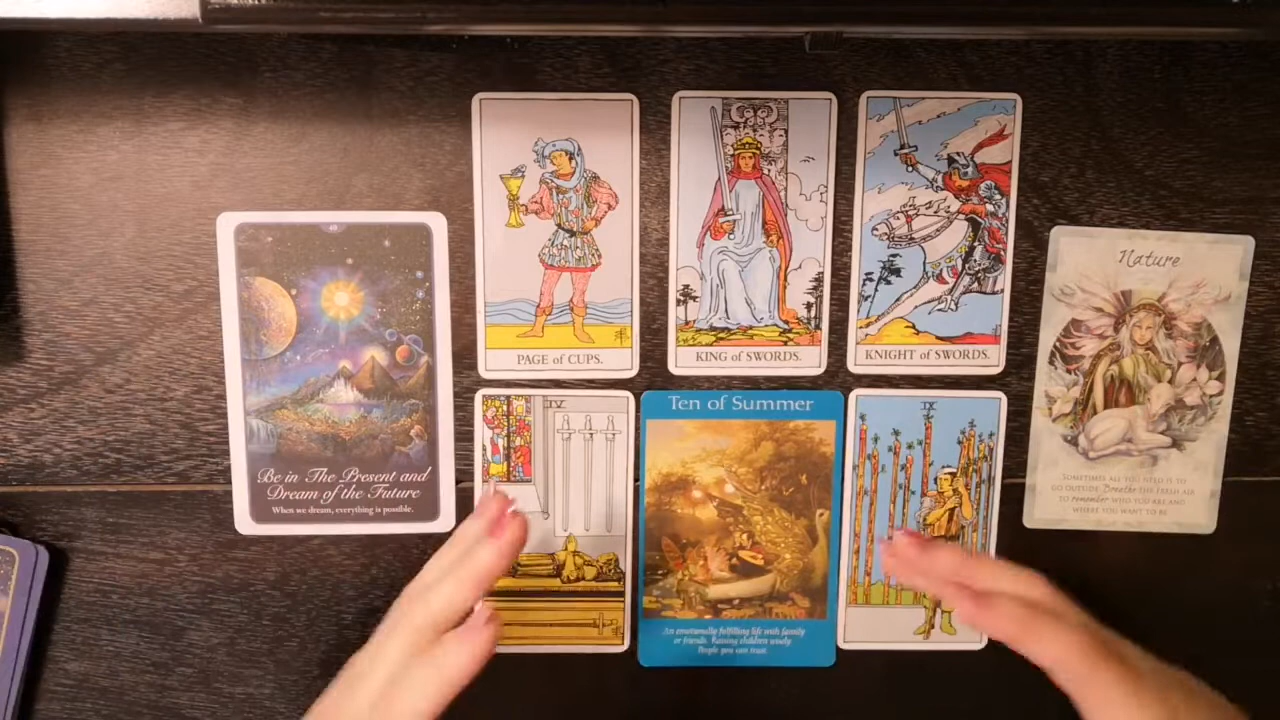 PAGE of CUPS.
KING of SWORDS.
KNIGHT of SWORDS.
49
Be in The Present and
Dream of the Future
When we dream, everything is possible.
Nature
SOMETIMES ALL YOU NEED IS TO
GO OUTSIDE. Breathe THE FRESH AIR
TO remember WHO YOU ARE AND
WHERE YOU WANT TO BE
IV
Ten of Summer
An emotionally fulfilling life with family
or friends. Raising children wisely.
People you can trust.
IX